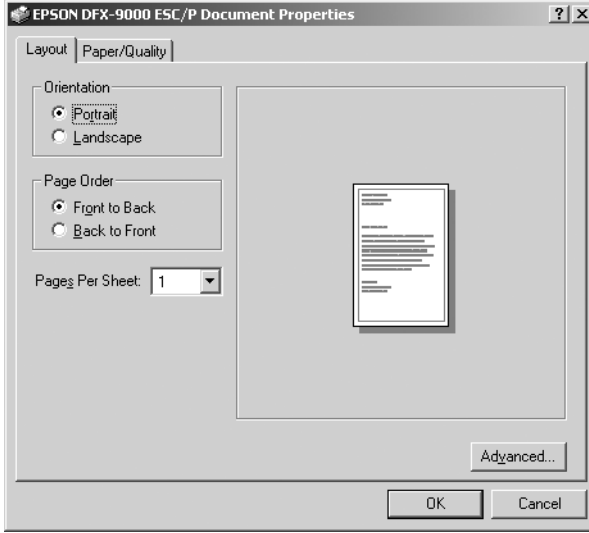 EPSON DFX-9000 ESC/P Document Properties
Layout Paper/Quality
Orientation
Portrait
Landscape
Page Order
Front to Back
Back to Front
Pages Per Sheet: 1
Advanced...
OK Cancel